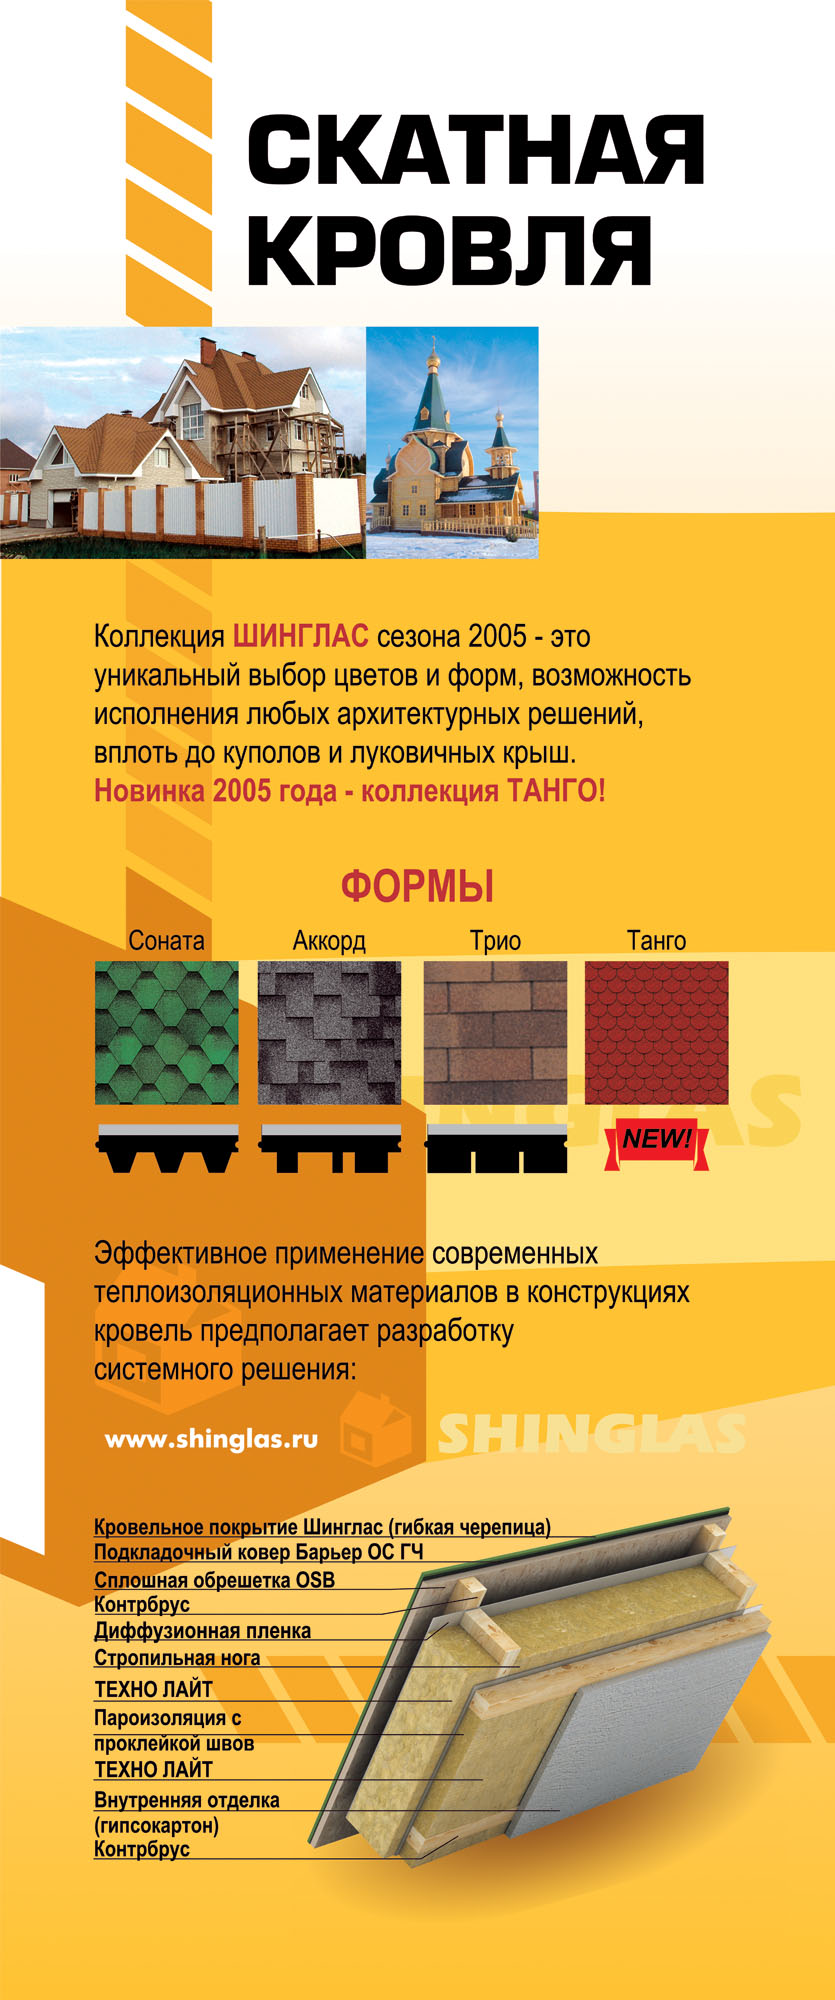 СКАТНАЯ
КРОВЛЯ
Коллекция ШИНГЛАС сезона 2005 - это
уникальный выбор цветов и форм, возможность
исполнения любых архитектурных решений,
вплоть до куполов и луковичных крыш.
Новинка 2005 года - коллекция ТАНГО!
ФОРМЫ
Соната Аккорд Трио Танго
SHINGLAS
NEW!
Эффективное применение современных
теплоизоляционных материалов в конструкциях
кровель предполагает разработку
системного решения:
www.shinglas.ru SHINGLAS
Кровельное покрытие Шинглас (гибкая черепица)
Подкладочный ковер Барьер ОС ГЧ
Сплошная обрешетка OSB
Контрбрус
Диффузионная пленка
Стропильная нога
ТЕХНО ЛАЙТ
Пароизоляция с
проклейкой швов
ТЕХНО ЛАЙТ
Внутренняя отделка
(гипсокартон)
Контрбрус